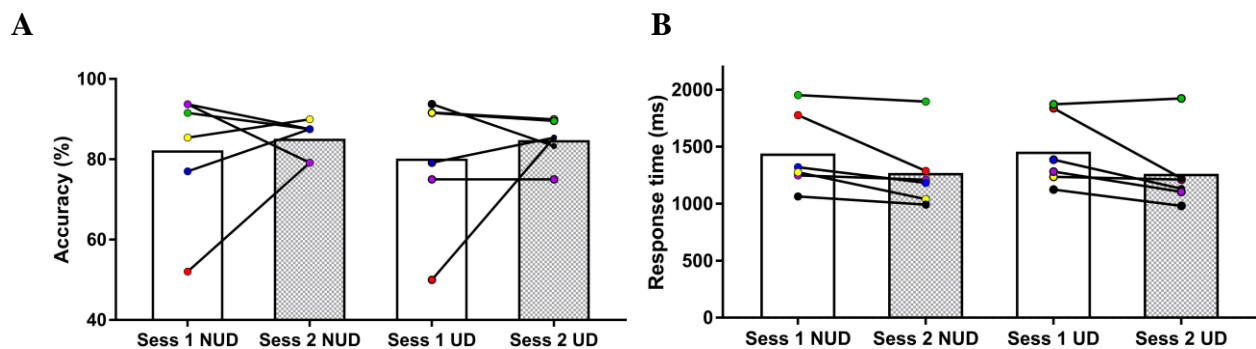 A
B
Accuracy (%)
100
80
60
40
Sess 1 NUD Sess 2 NUD Sess 1 UD Sess 2 UD
Response time (ms)
2000
1500
1000
500
0
Sess 1 NUD Sess 2 NUD Sess 1 UD Sess 2 UD